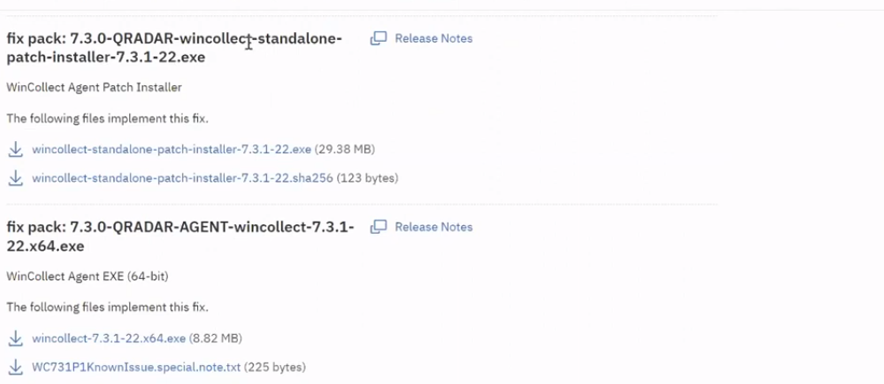 fix pack: 7.3.0-QRADAR-wincollect-standalone-
patch-installer-7.3.1-22.exe
Release Notes
WinCollect Agent Patch Installer
The following files implement this fix.
wincollect-standalone-patch-installer-7.3.1-22.exe (29.38 MB)
wincollect-standalone-patch-installer-7.3.1-22.sha256 (123 bytes)
fix pack: 7.3.0-QRADAR-AGENT-wincollect-7.3.1-
22.x64.exe
Release Notes
WinCollect Agent EXE (64-bit)
The following files implement this fix.
wincollect-7.3.1-22.x64.exe (8.82 MB)
WC731P1KnownIssue.special.note.txt (225 bytes)